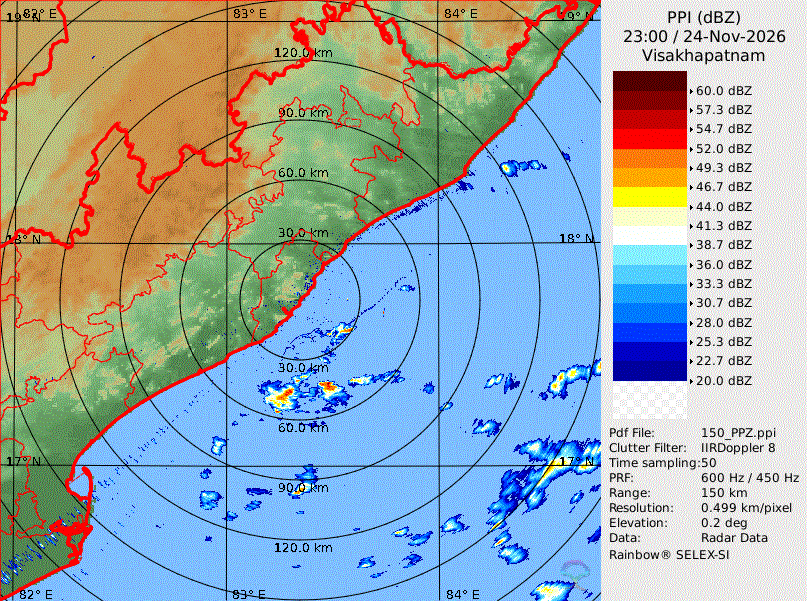 82° E
83° E
84° E
19° N
19° N
120.0 km
90.0 km
60.0 km
30.0 km
18° N
18° N
30.0 km
60.0 km
17° N
17° N
90.0 km
120.0 km
82° E
83° E
84° E
PPI (dBZ)
23:00 / 24-Nov-2026
Visakhapatnam
60.0 dBZ
57.3 dBZ
54.7 dBZ
52.0 dBZ
49.3 dBZ
46.7 dBZ
44.0 dBZ
41.3 dBZ
38.7 dBZ
36.0 dBZ
33.3 dBZ
30.7 dBZ
28.0 dBZ
25.3 dBZ
22.7 dBZ
20.0 dBZ
Pdf File: 150_PPZ.ppi
Clutter Filter: IIRDoppler 8
Time sampling:50
PRF: 600 Hz / 450 Hz
Range: 150 km
Resolution: 0.499 km/pixel
Elevation: 0.2 deg
Data: Radar Data
Rainbow® SELEX-SI